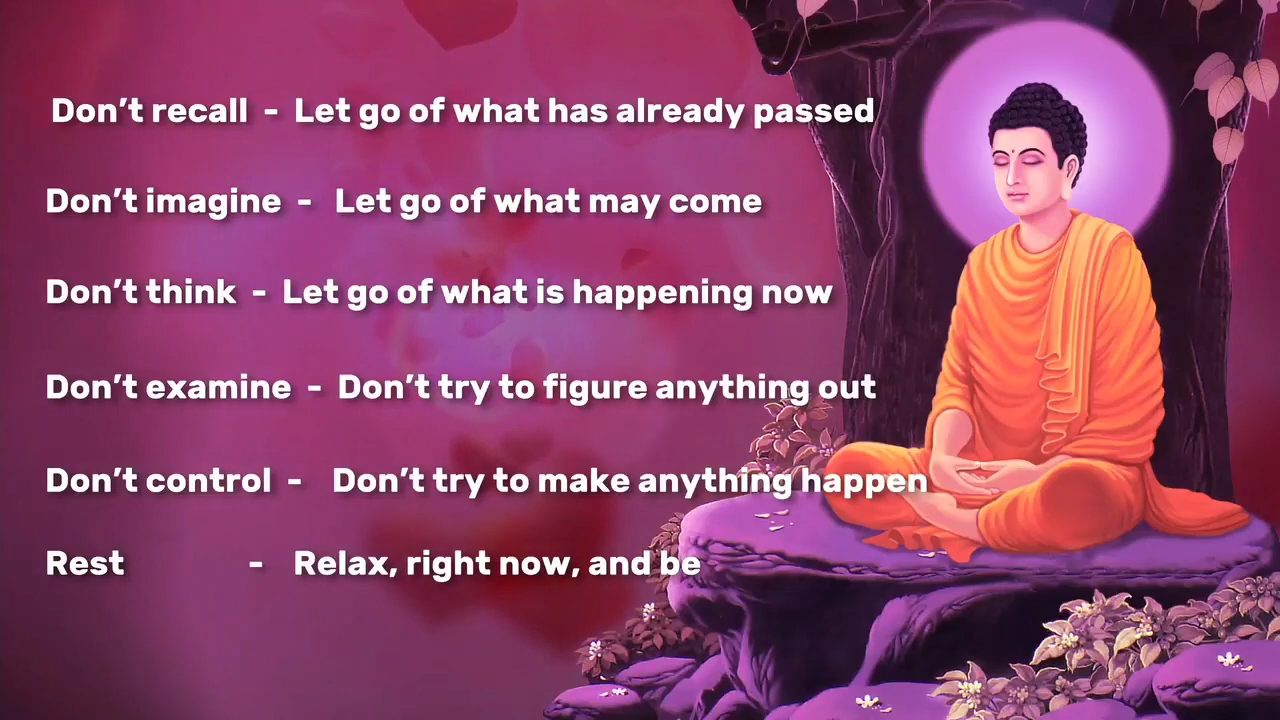 Don’t recall - Let go of what has already passed
Don’t imagine - Let go of what may come
Don’t think - Let go of what is happening now
Don’t examine - Don’t try to figure anything out
Don’t control - Don’t try to make anything happen
Rest - Relax, right now, and be